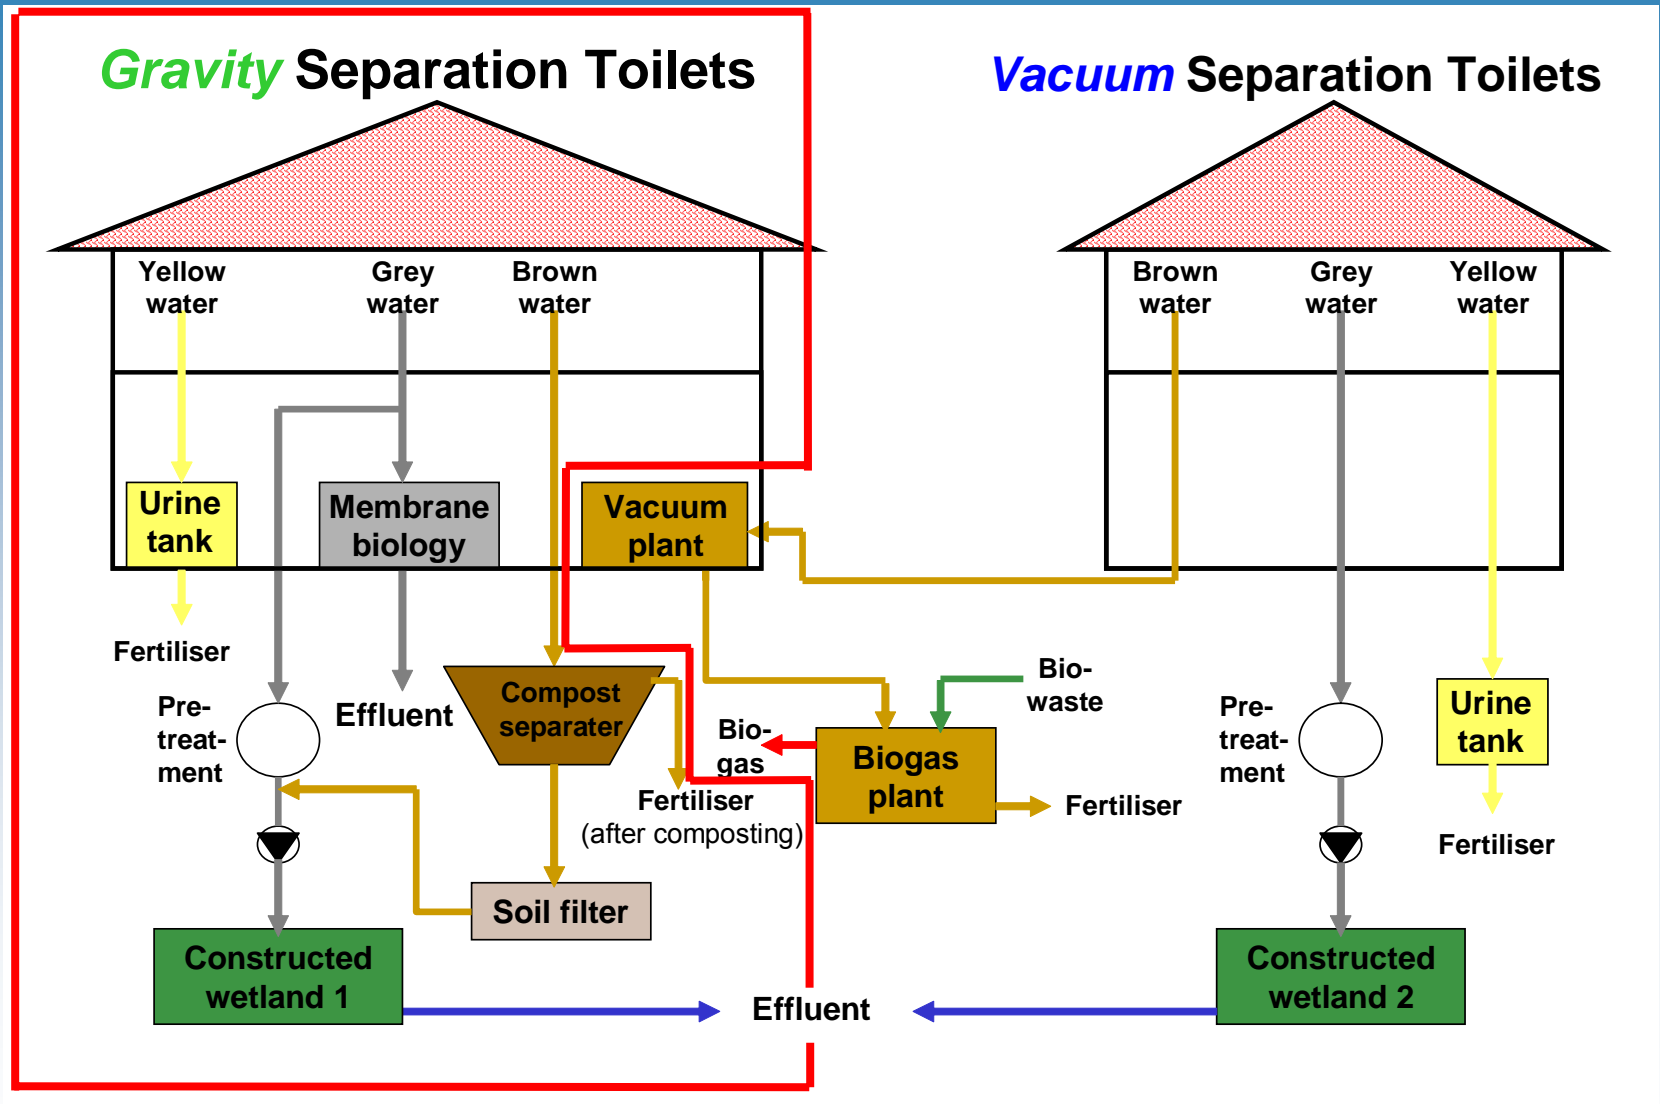 Gravity Separation Toilets
Vacuum Separation Toilets
Yellow
water
Grey
water
Brown
water
Brown
water
Grey
water
Yellow
water
Urine
tank
Membrane
biology
Vacuum
plant
Fertiliser
Effluent
Pre-
treat-
ment
Compost
separater
Bio-
gas
Bio-
waste
Biogas
plant
Fertiliser
Fertiliser
(after composting)
Pre-
treat-
ment
Urine
tank
Fertiliser
Soil filter
Constructed
wetland 1
Effluent
Constructed
wetland 2